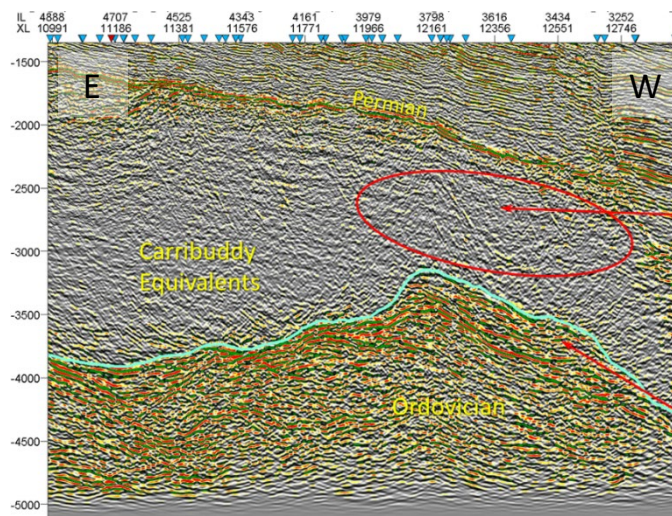 IL 4888 4707 4525 4343 4161 3979 3798 3616 3434 3252
XL 10991 11186 11381 11576 11771 11966 12161 12356 12551 12746
-1500
E
W
Permian
-2000
-2500
-3000
Carribuddy
Equivalents
-3500
-4000
Ordovician
-4500
-5000